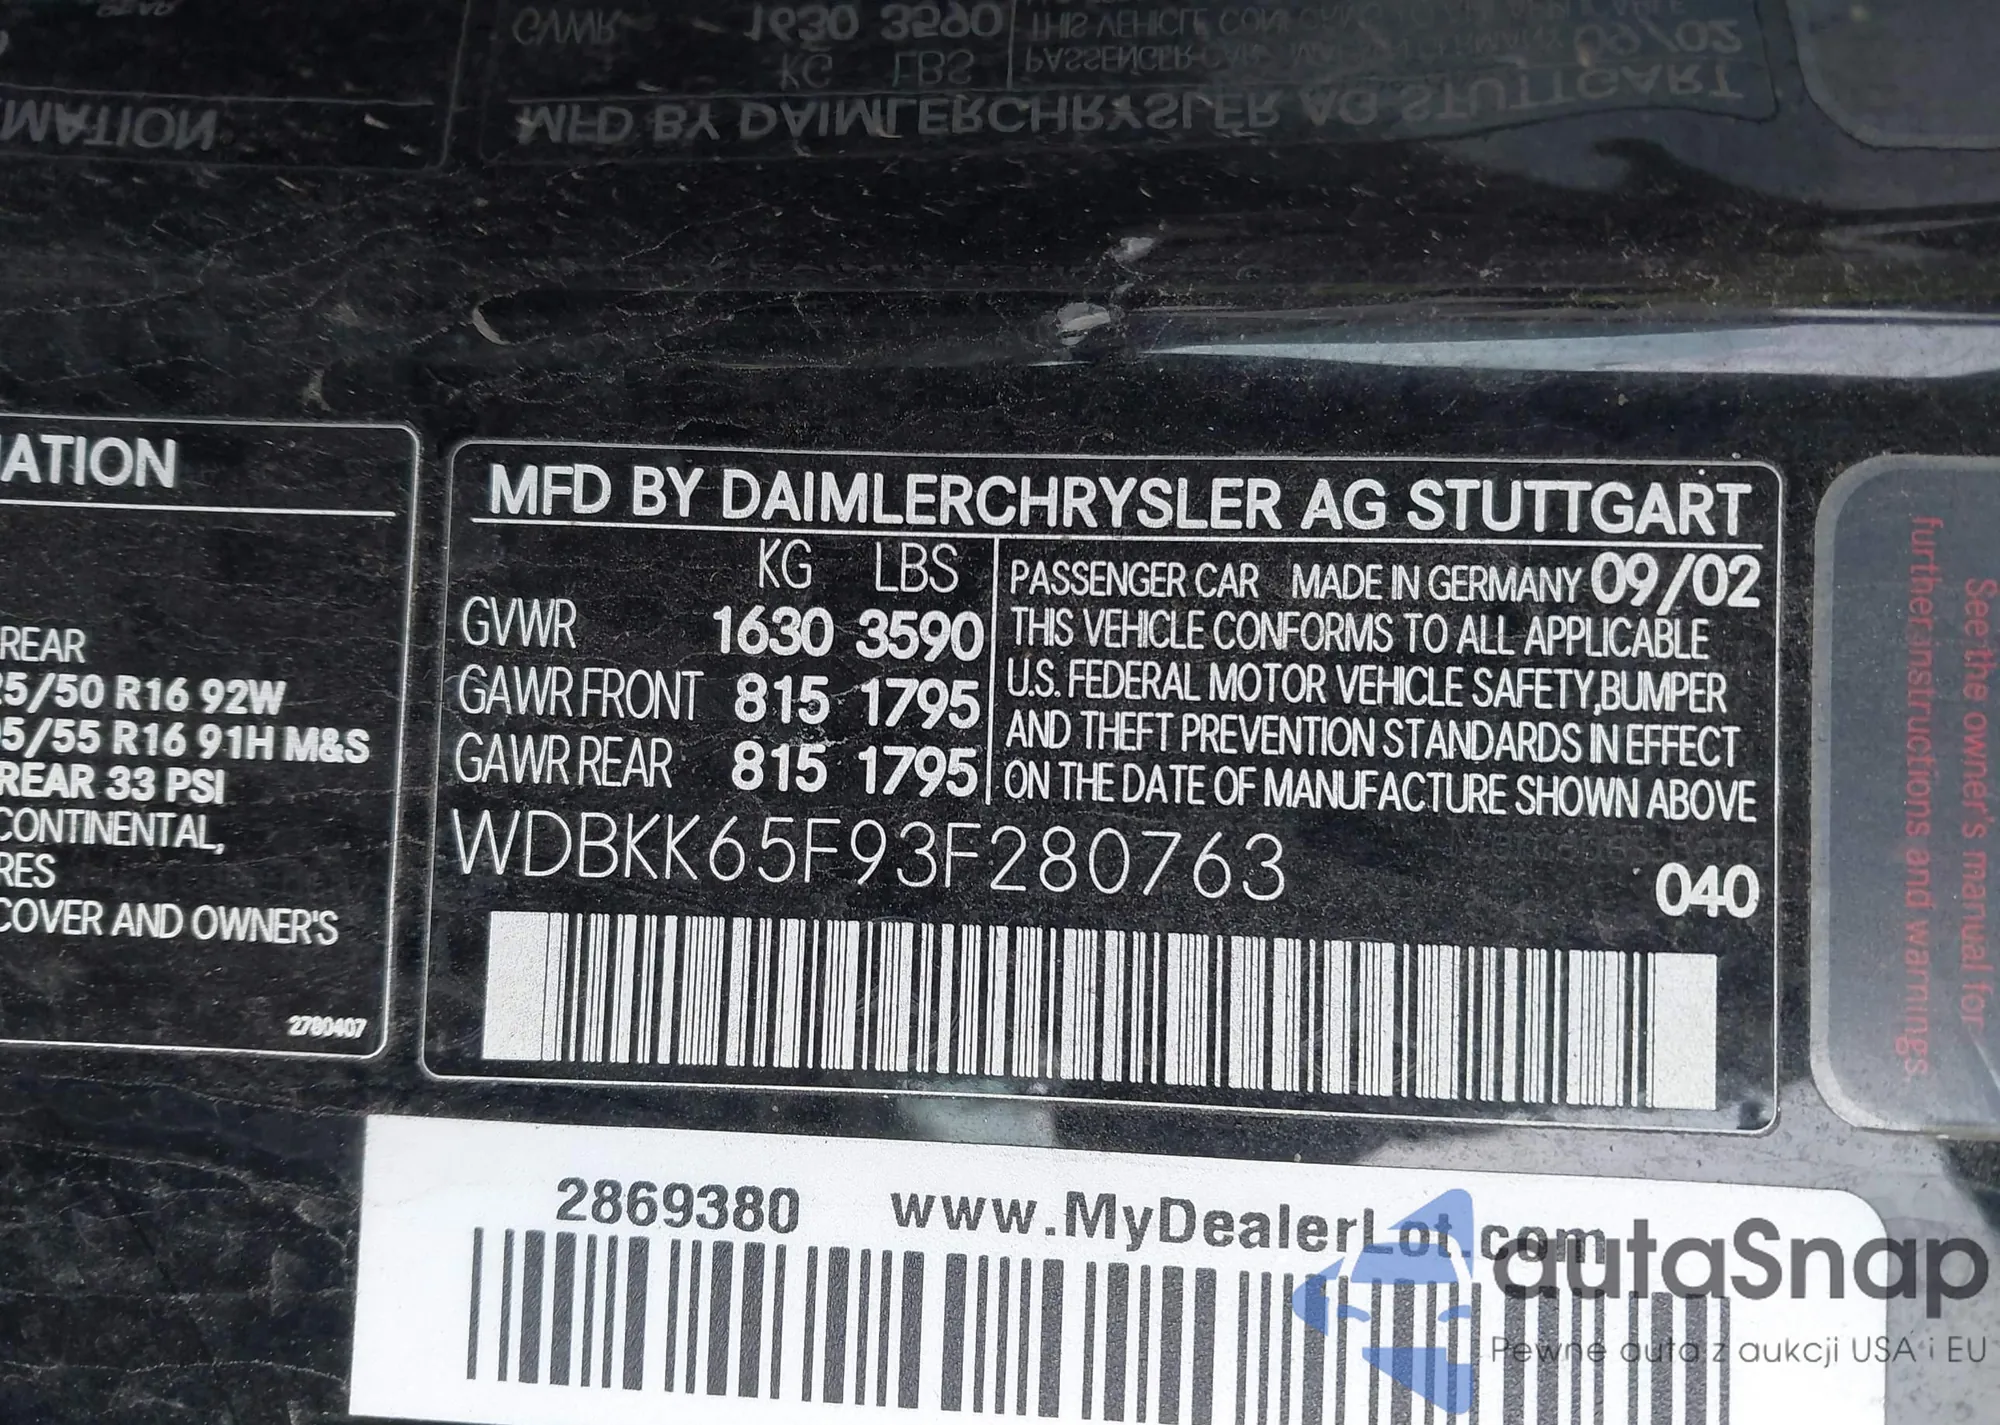 ATION
REAR
25/50 R16 92W
05/55 R16 91H M&S
REAR 33 PSI
CONTINENTAL,
RES
COVER AND OWNER'S
2780407
MFD BY DAIMLERCHRYSLER AG STUTTGART
KG LBS
GVWR 1630 3590
GAWR FRONT 815 1795
GAWR REAR 815 1795
PASSENGER CAR MADE IN GERMANY 09/02
THIS VEHICLE CONFORMS TO ALL APPLICABLE
U.S. FEDERAL MOTOR VEHICLE SAFETY,BUMPER
AND THEFT PREVENTION STANDARDS IN EFFECT
ON THE DATE OF MANUFACTURE SHOWN ABOVE
WDBKK65F93F280763
040
See the owner's manual for
further instructions and warnings.
2869380 www.MyDealerLot.com
autaSnap
Pewne auta z aukcji USA i EU